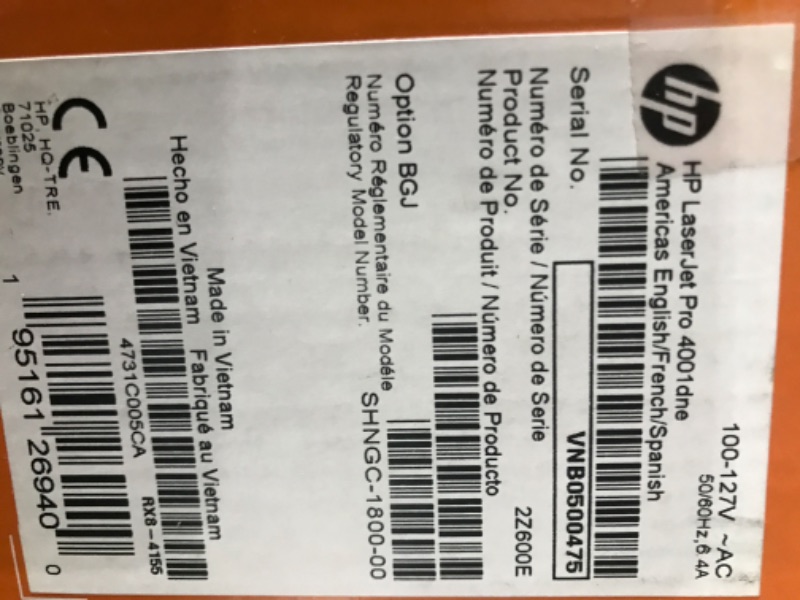 hp
HP LaserJet Pro 4001dne
Americas English/French/Spanish
100-127V ~AC
50/60Hz, 6.4A
Serial No.
VNB0500475
Numéro de Série / Número de Serie
Product No.
2Z600E
Numéro de Produit / Número de Producto
Option BGJ
Numéro Réglementaire du Modéle
Regulatory Model Number.
SHNGC-1800-00
Made in Vietnam
Hecho en Vietnam
Fabriqué au Vietnam
4731C005CA
RX8-4155
CE
HP, HQ-TRE.
71025
Boeblingen
1 95161 26940 0